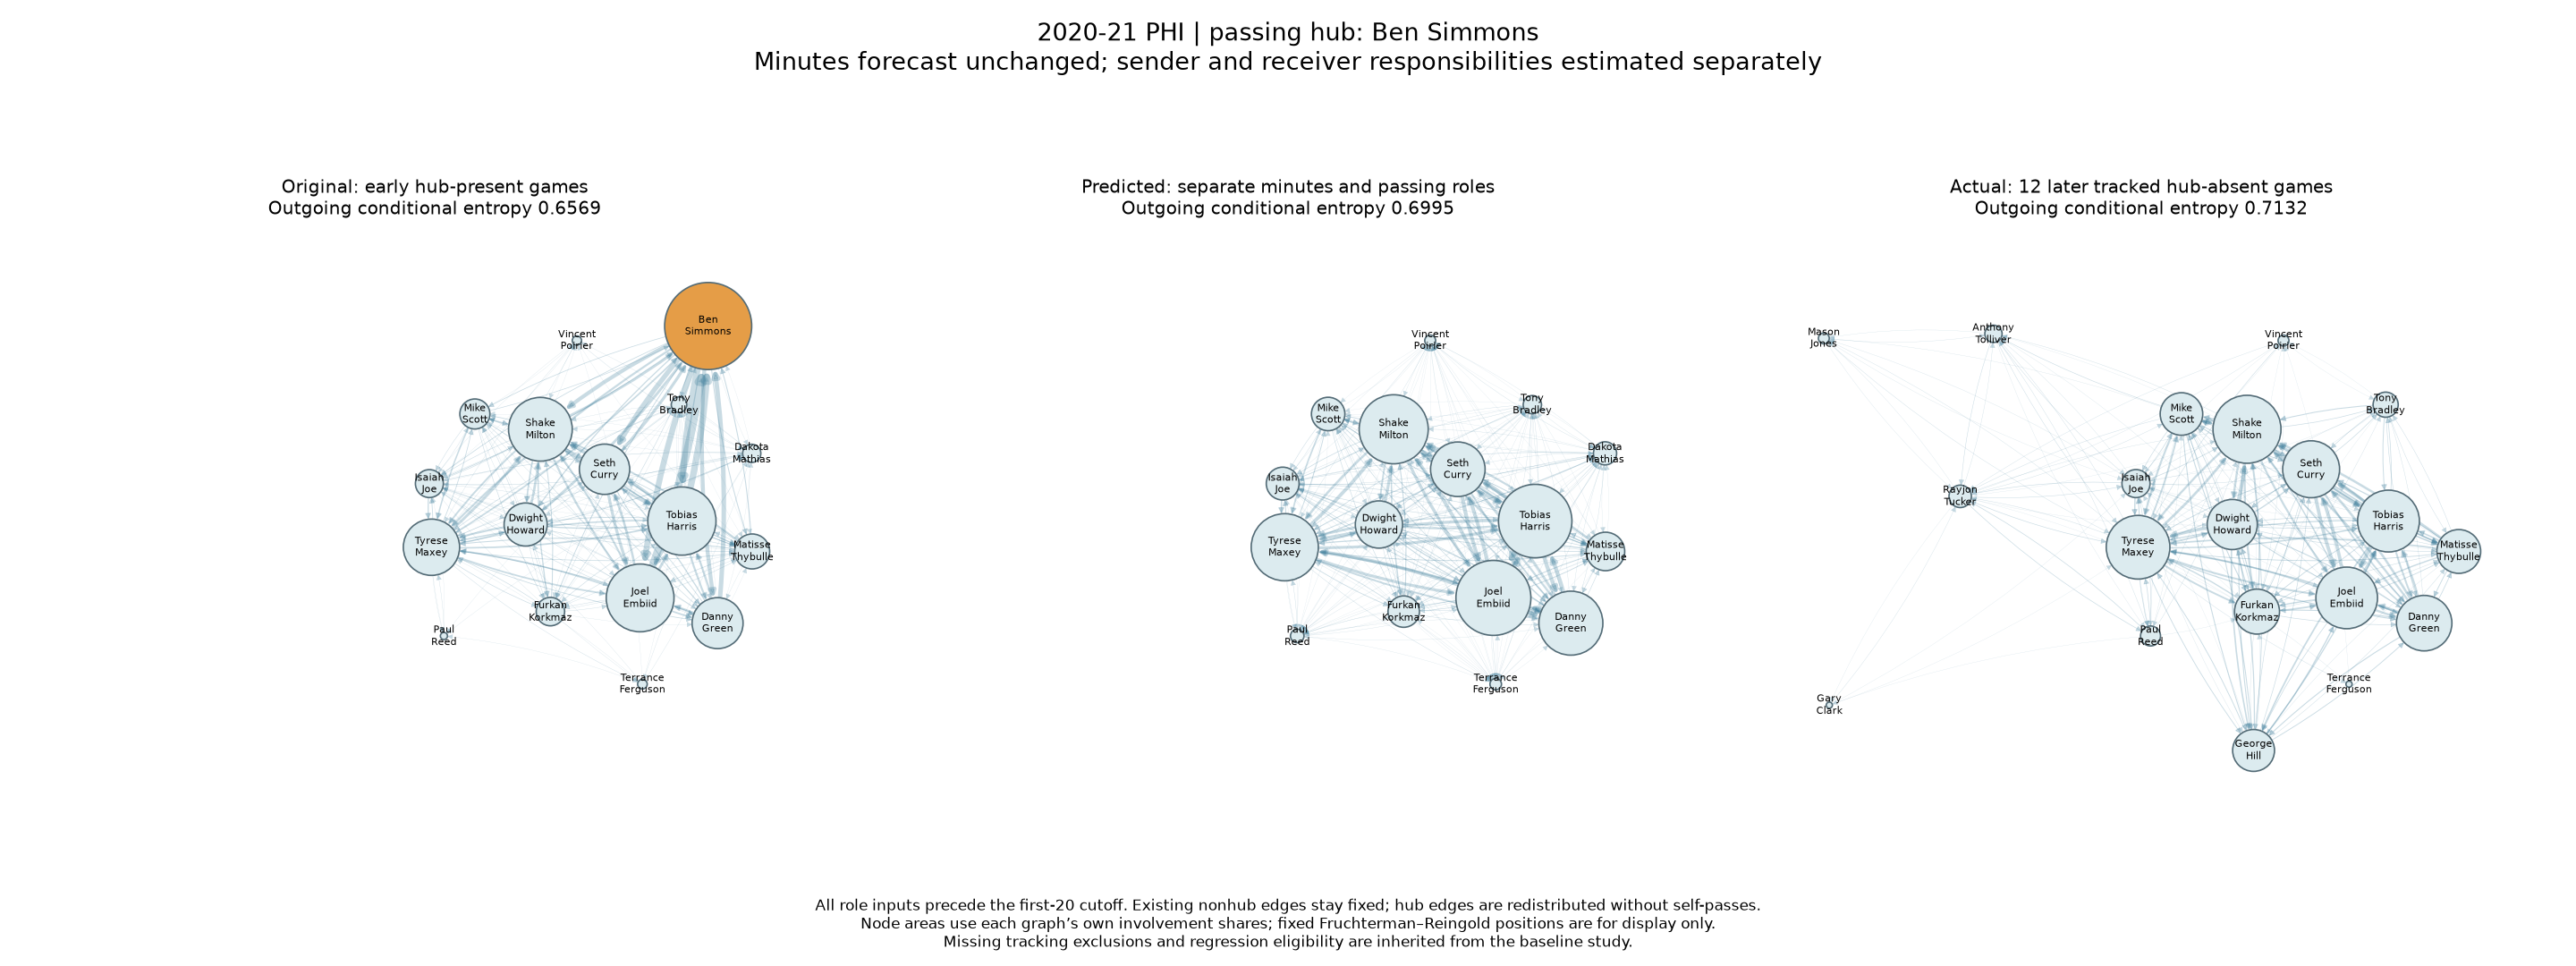 2020-21 PHI | passing hub: Ben Simmons
Minutes forecast unchanged; sender and receiver responsibilities estimated separately
Original: early hub-present games
Outgoing conditional entropy 0.6569
Ben
Simmons
Vincent
Poirier
Tony
Bradley
Mike
Scott
Shake
Milton
Dakota
Mathias
Seth
Curry
Isaiah
Joe
Dwight
Howard
Tobias
Harris
Tyrese
Maxey
Matisse
Thybulle
Joel
Embiid
Furkan
Korkmaz
Danny
Green
Paul
Reed
Terrance
Ferguson
Predicted: separate minutes and passing roles
Outgoing conditional entropy 0.6995
Vincent
Poirier
Tony
Bradley
Mike
Scott
Shake
Milton
Dakota
Mathias
Seth
Curry
Isaiah
Joe
Dwight
Howard
Tobias
Harris
Tyrese
Maxey
Matisse
Thybulle
Joel
Embiid
Furkan
Korkmaz
Danny
Green
Paul
Reed
Terrance
Ferguson
Actual: 12 later tracked hub-absent games
Outgoing conditional entropy 0.7132
Mason
Jones
Anthony
Tolliver
Vincent
Poirier
Tony
Bradley
Mike
Scott
Shake
Milton
Seth
Curry
Isaiah
Joe
Rayjon
Tucker
Dwight
Howard
Tobias
Harris
Tyrese
Maxey
Matisse
Thybulle
Joel
Embiid
Furkan
Korkmaz
Danny
Green
Paul
Reed
Terrance
Ferguson
Gary
Clark
George
Hill
All role inputs precede the first-20 cutoff. Existing nonhub edges stay fixed; hub edges are redistributed without self-passes.
Node areas use each graph’s own involvement shares; fixed Fruchterman–Reingold positions are for display only.
Missing tracking exclusions and regression eligibility are inherited from the baseline study.